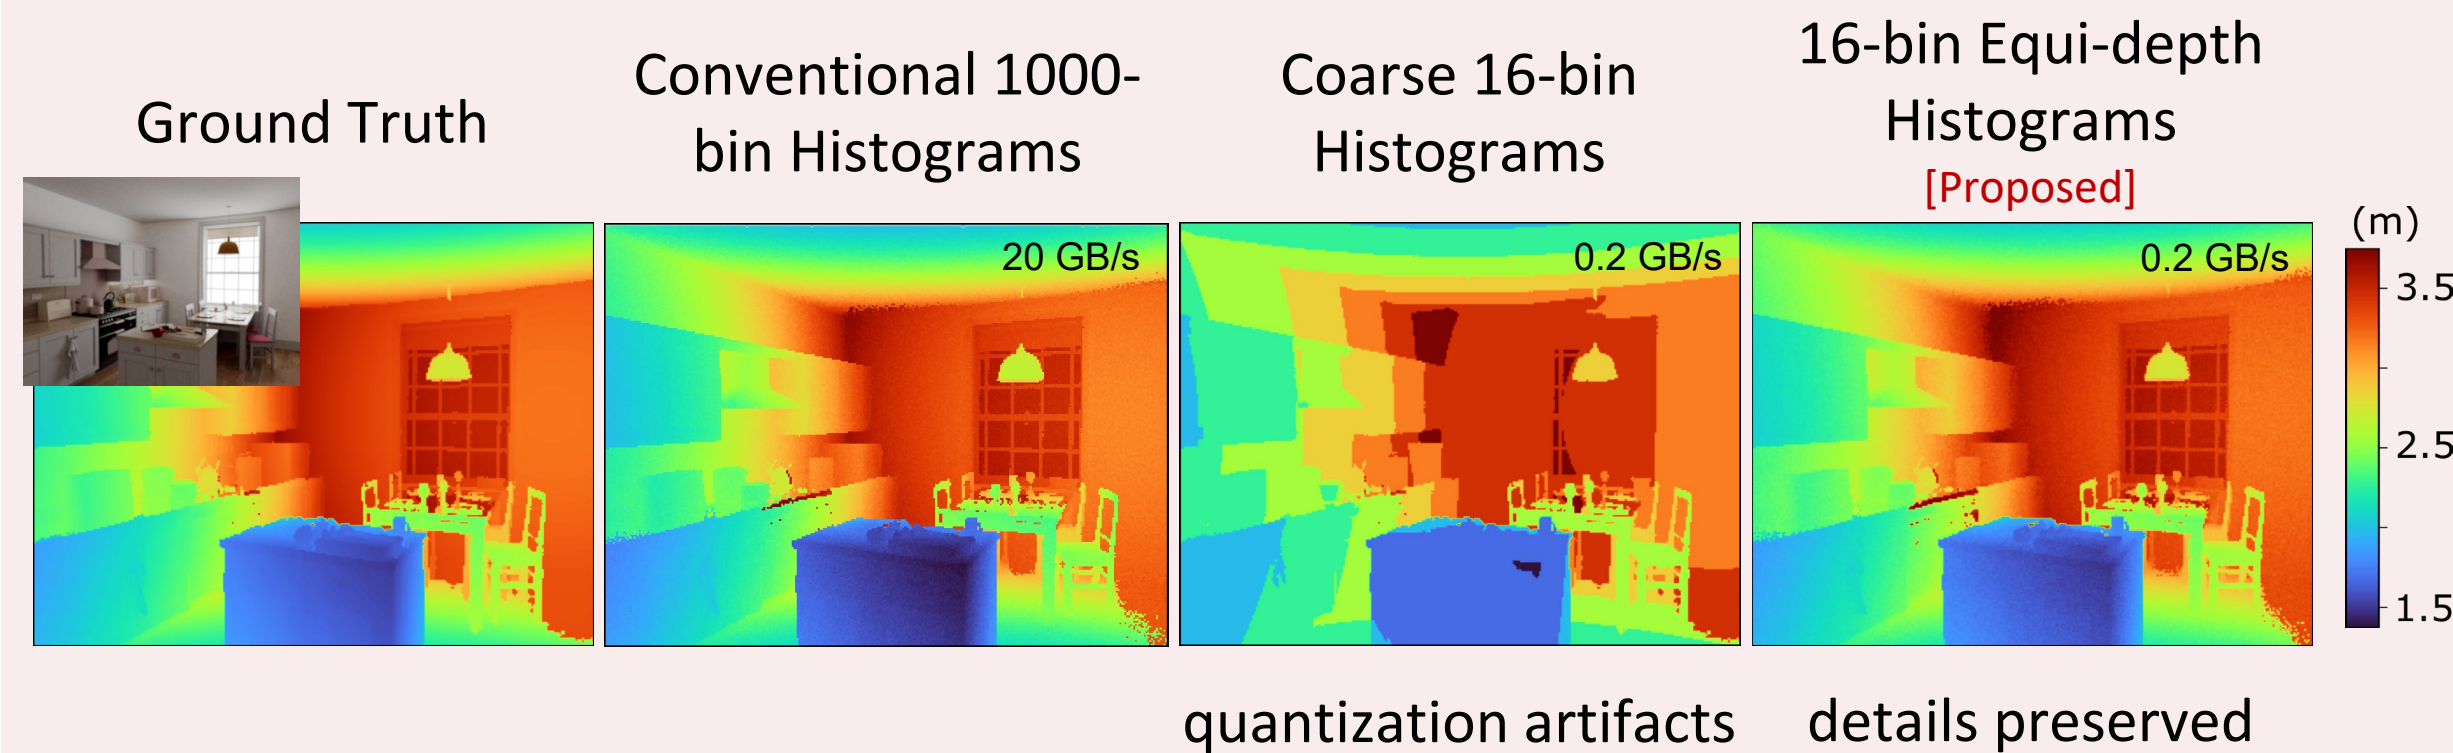 Ground Truth
Conventional 1000-
bin Histograms
Coarse 16-bin
Histograms
16-bin Equi-depth
Histograms
[Proposed]
20 GB/s
0.2 GB/s
0.2 GB/s
(m)
3.5
2.5
1.5
quantization artifacts
details preserved